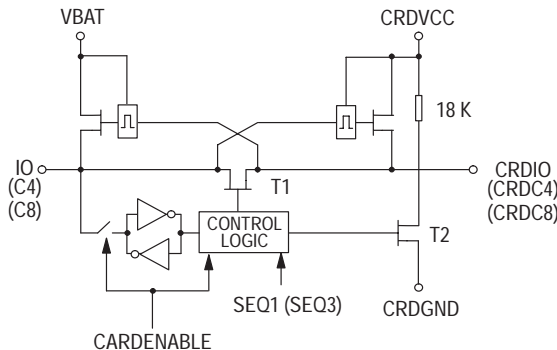 VBAT
CRDVCC
18 K
IO
(C4)
(C8)
T1
CRDIO
(CRDC4)
(CRDC8)
CONTROL
LOGIC
T2
SEQ1 (SEQ3)
CRDGND
CARDENABLE